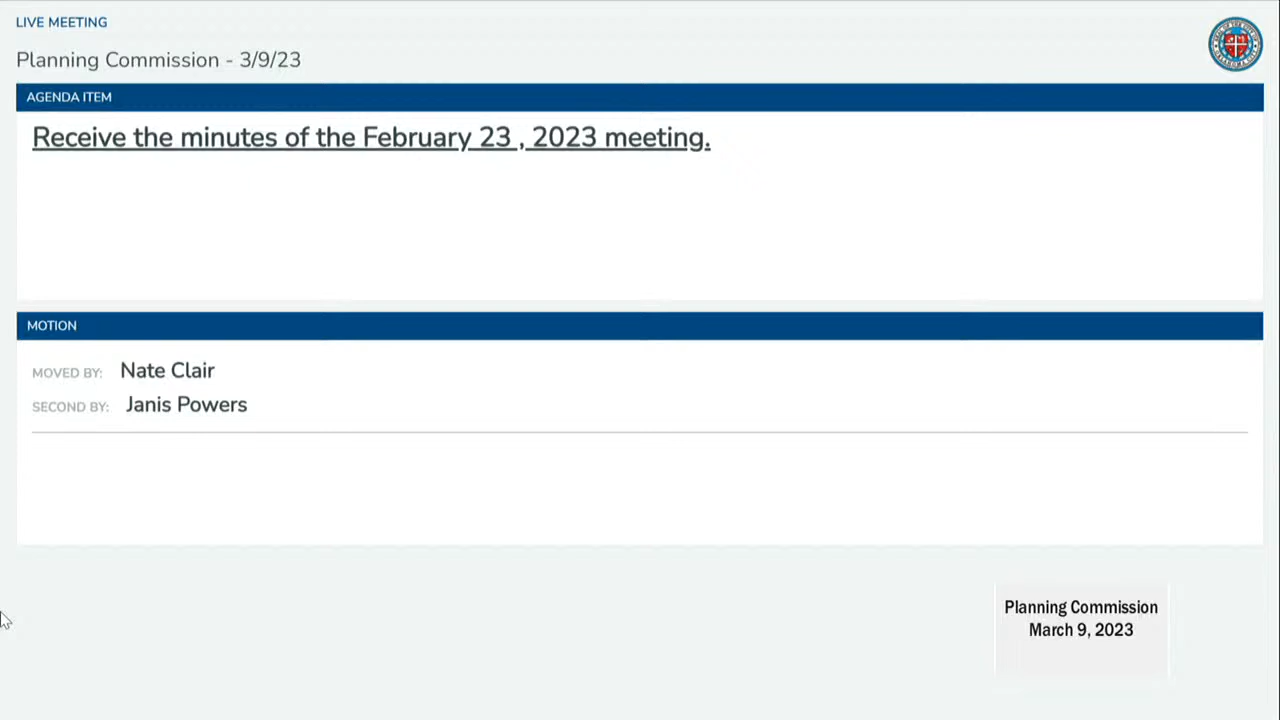 LIVE MEETING
Planning Commission - 3/9/23
AGENDA ITEM
Receive the minutes of the February 23 , 2023 meeting.
MOTION
MOVED BY: Nate Clair
SECOND BY: Janis Powers
Planning Commission
March 9, 2023